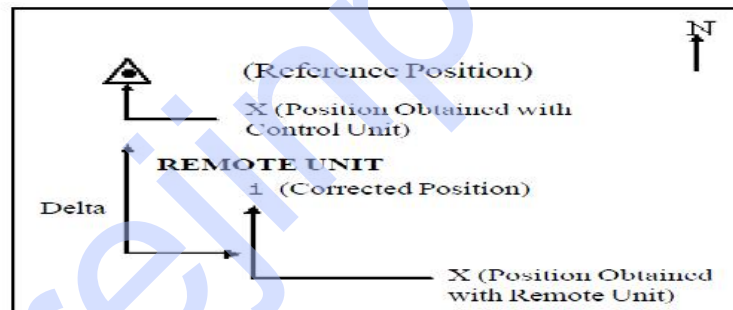 N
(Reference Position)
X (Position Obtained with
Control Unit)
REMOTE UNIT
1 (Corrected Position)
Delta
X (Position Obtained
with Remote Unit)